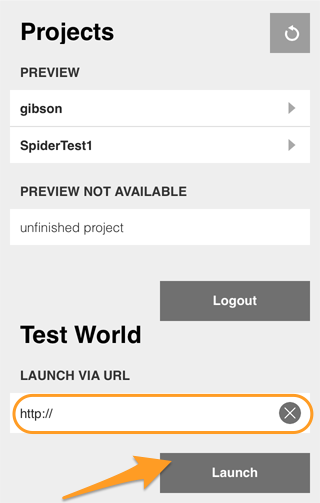 Projects
PREVIEW
gibson
SpiderTest1
PREVIEW NOT AVAILABLE
unfinished project
Logout
Test World
LAUNCH VIA URL
http://
Launch